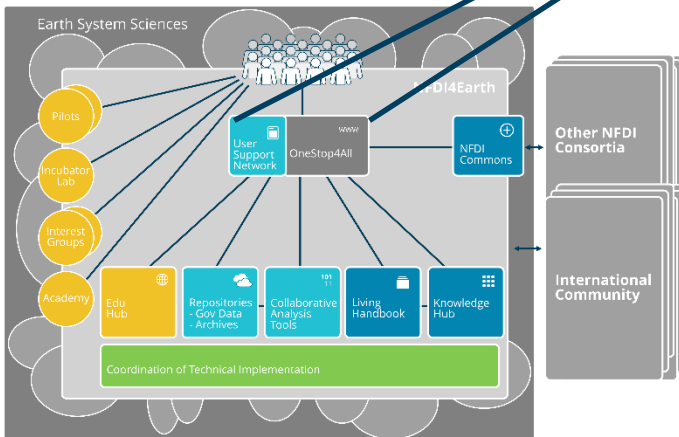 Earth System Sciences
NFDI4Earth
Pilots
Incubator
Lab
Interest
Groups
Academy
User
Support
Network
www
OneStop4All
NFDI
Commons
Other NFDI
Consortia
International
Community
Edu
Hub
Repositories
- Gov Data
- Archives
101
11
Collaborative
Analysis
Tools
Living
Handbook
Knowledge
Hub
Coordination of Technical Implementation